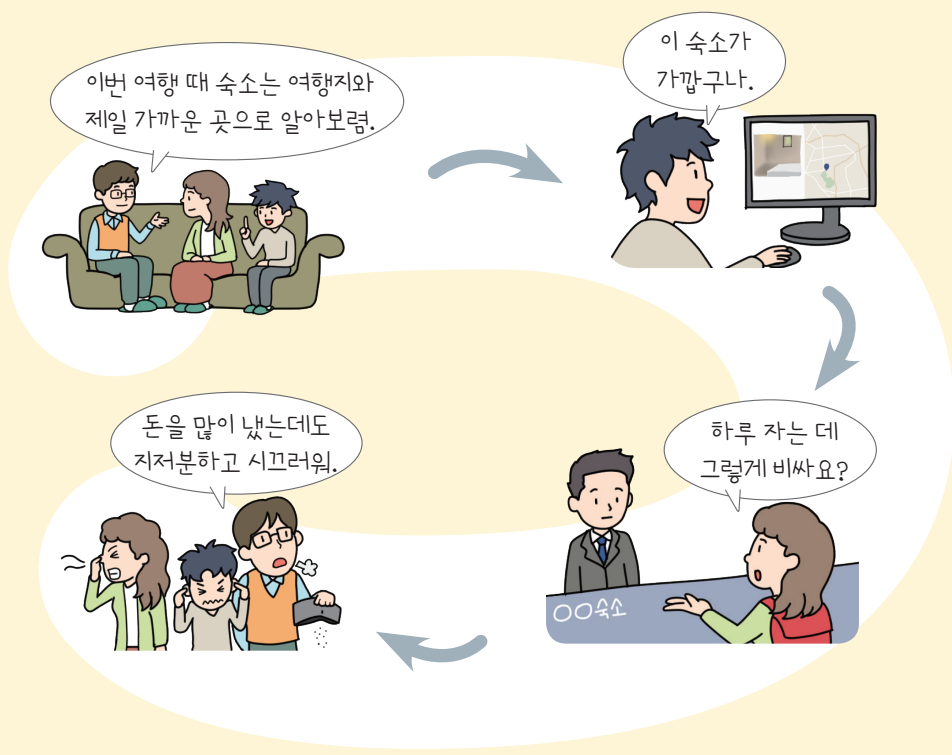 이번 여행 때 숙소는 여행지와
제일 가까운 곳으로 알아보렴.
이 숙소가
가깝구나.
하루 자는 데
그렇게 비싸요?
○○숙소
돈을 많이 냈는데도
지저분하고 시끄러워.